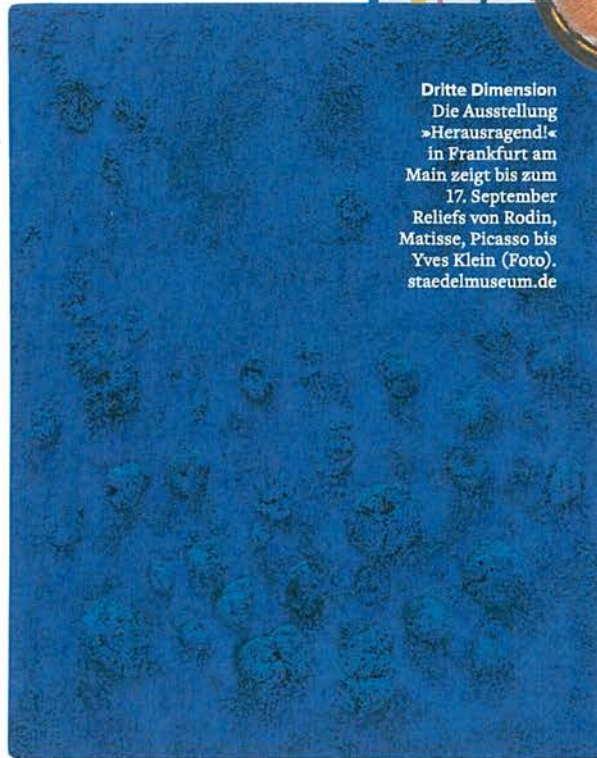 Dritte Dimension
Die Ausstellung
»Herausragend!«
in Frankfurt am
Main zeigt bis zum
17. September
Reliefs von Rodin,
Matisse, Picasso bis
Yves Klein (Foto).
staedelmuseum.de